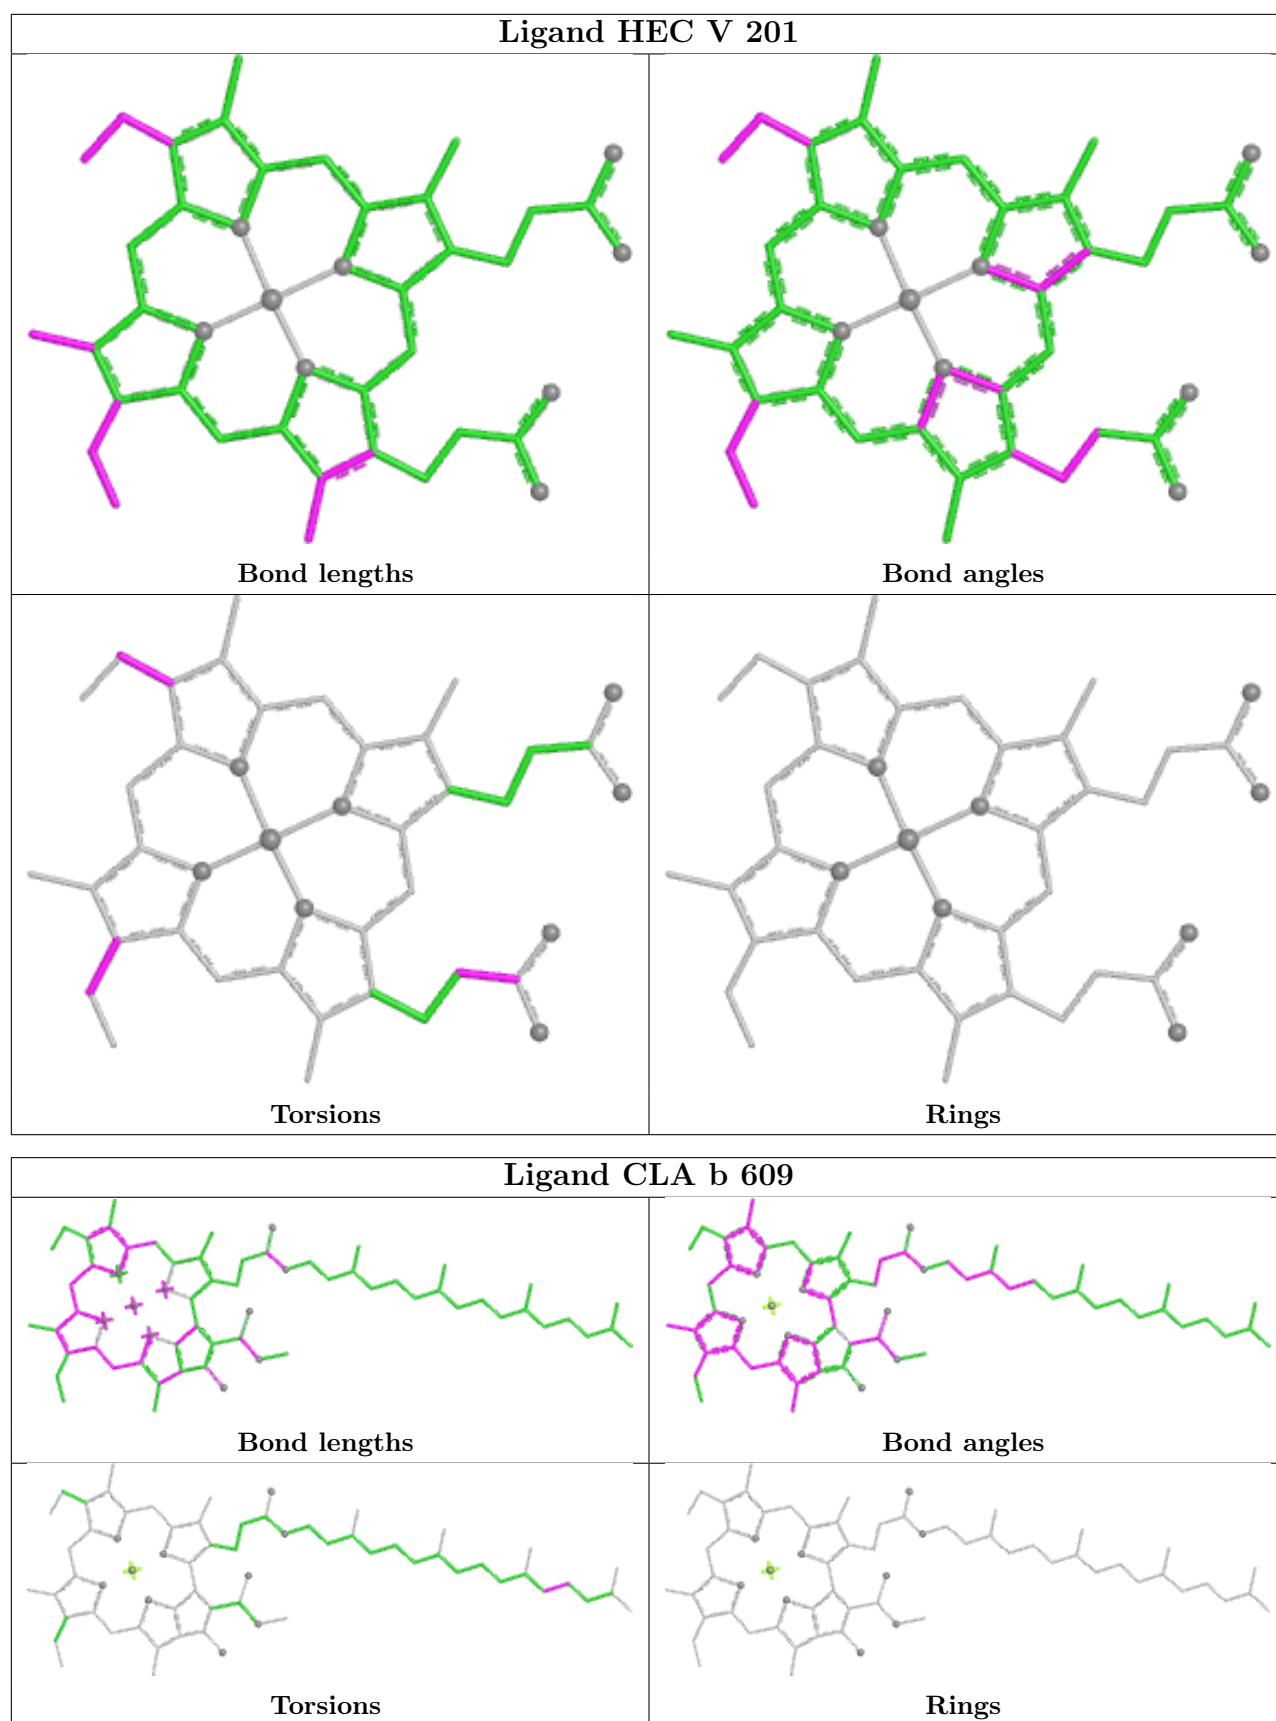 Ligand HEC V 201
Bond lengths
Bond angles
Torsions
Rings
Ligand CLA b 609
Bond lengths
Bond angles
Torsions
Rings